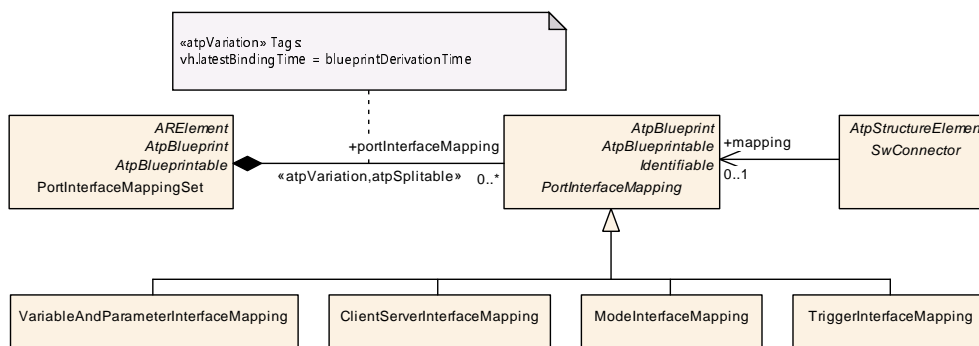 «atpVariation» Tags:
vh.latestBindingTime = blueprintDerivationTime
ARElement
AtpBlueprint
AtpBlueprintable
PortInterfaceMappingSet
+portInterfaceMapping
«atpVariation,atpSplitable»
0..*
AtpBlueprint
AtpBlueprintable
Identifiable
PortInterfaceMapping
+mapping
0..1
AtpStructureElemen
SwConnector
VariableAndParameterInterfaceMapping
ClientServerInterfaceMapping
ModeInterfaceMapping
TriggerInterfaceMapping